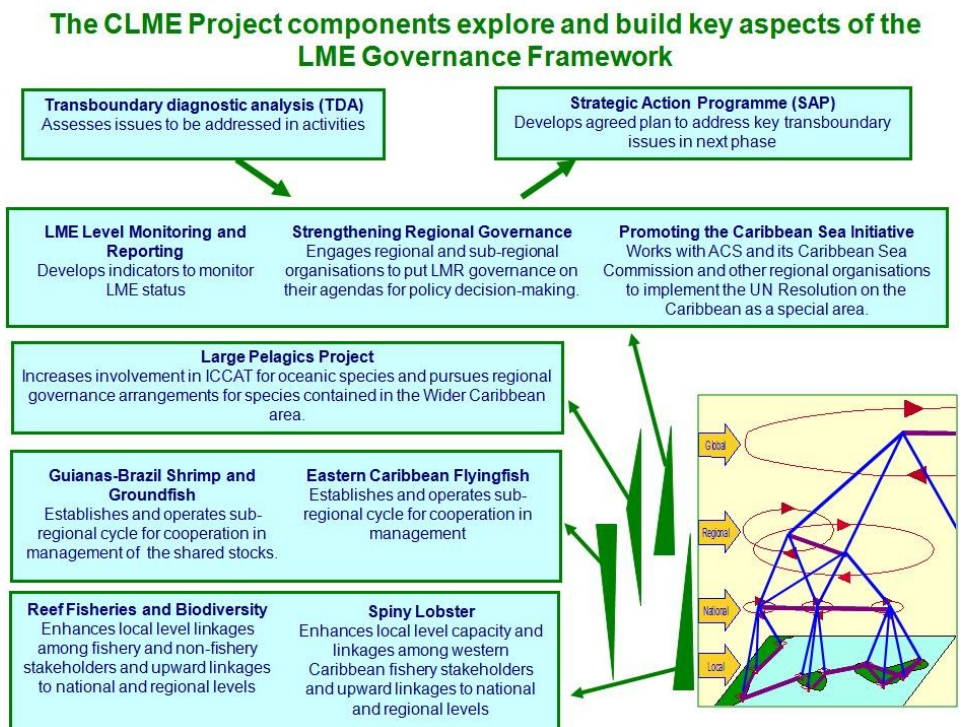 The CLME Project components explore and build key aspects of the
LME Governance Framework
Transboundary diagnostic analysis (TDA)
Assesses issues to be addressed in activities
Strategic Action Programme (SAP)
Develops agreed plan to address key transboundary
issues in next phase
LME Level Monitoring and
Reporting
Develops indicators to monitor
LME status
Strengthening Regional Governance
Engages regional and sub-regional
organisations to put LMR governance on
their agendas for policy decision-making.
Promoting the Caribbean Sea Initiative
Works with ACS and its Caribbean Sea
Commission and other regional organisations
to implement the UN Resolution on the
Caribbean as a special area.
Large Pelagics Project
Increases involvement in ICCAT for oceanic species and pursues regional
governance arrangements for species contained in the Wider Caribbean
area.
Guianas-Brazil Shrimp and
Groundfish
Establishes and operates sub-
regional cycle for cooperation in
management of the shared stocks.
Eastern Caribbean Flyingfish
Establishes and operates sub-
regional cycle for cooperation in
management
Reef Fisheries and Biodiversity
Enhances local level linkages
among fishery and non-fishery
stakeholders and upward linkages
to national and regional levels
Spiny Lobster
Enhances local level capacity and
linkages among western
Caribbean fishery stakeholders
and upward linkages to national
and regional levels
Global
Regional
National
Local